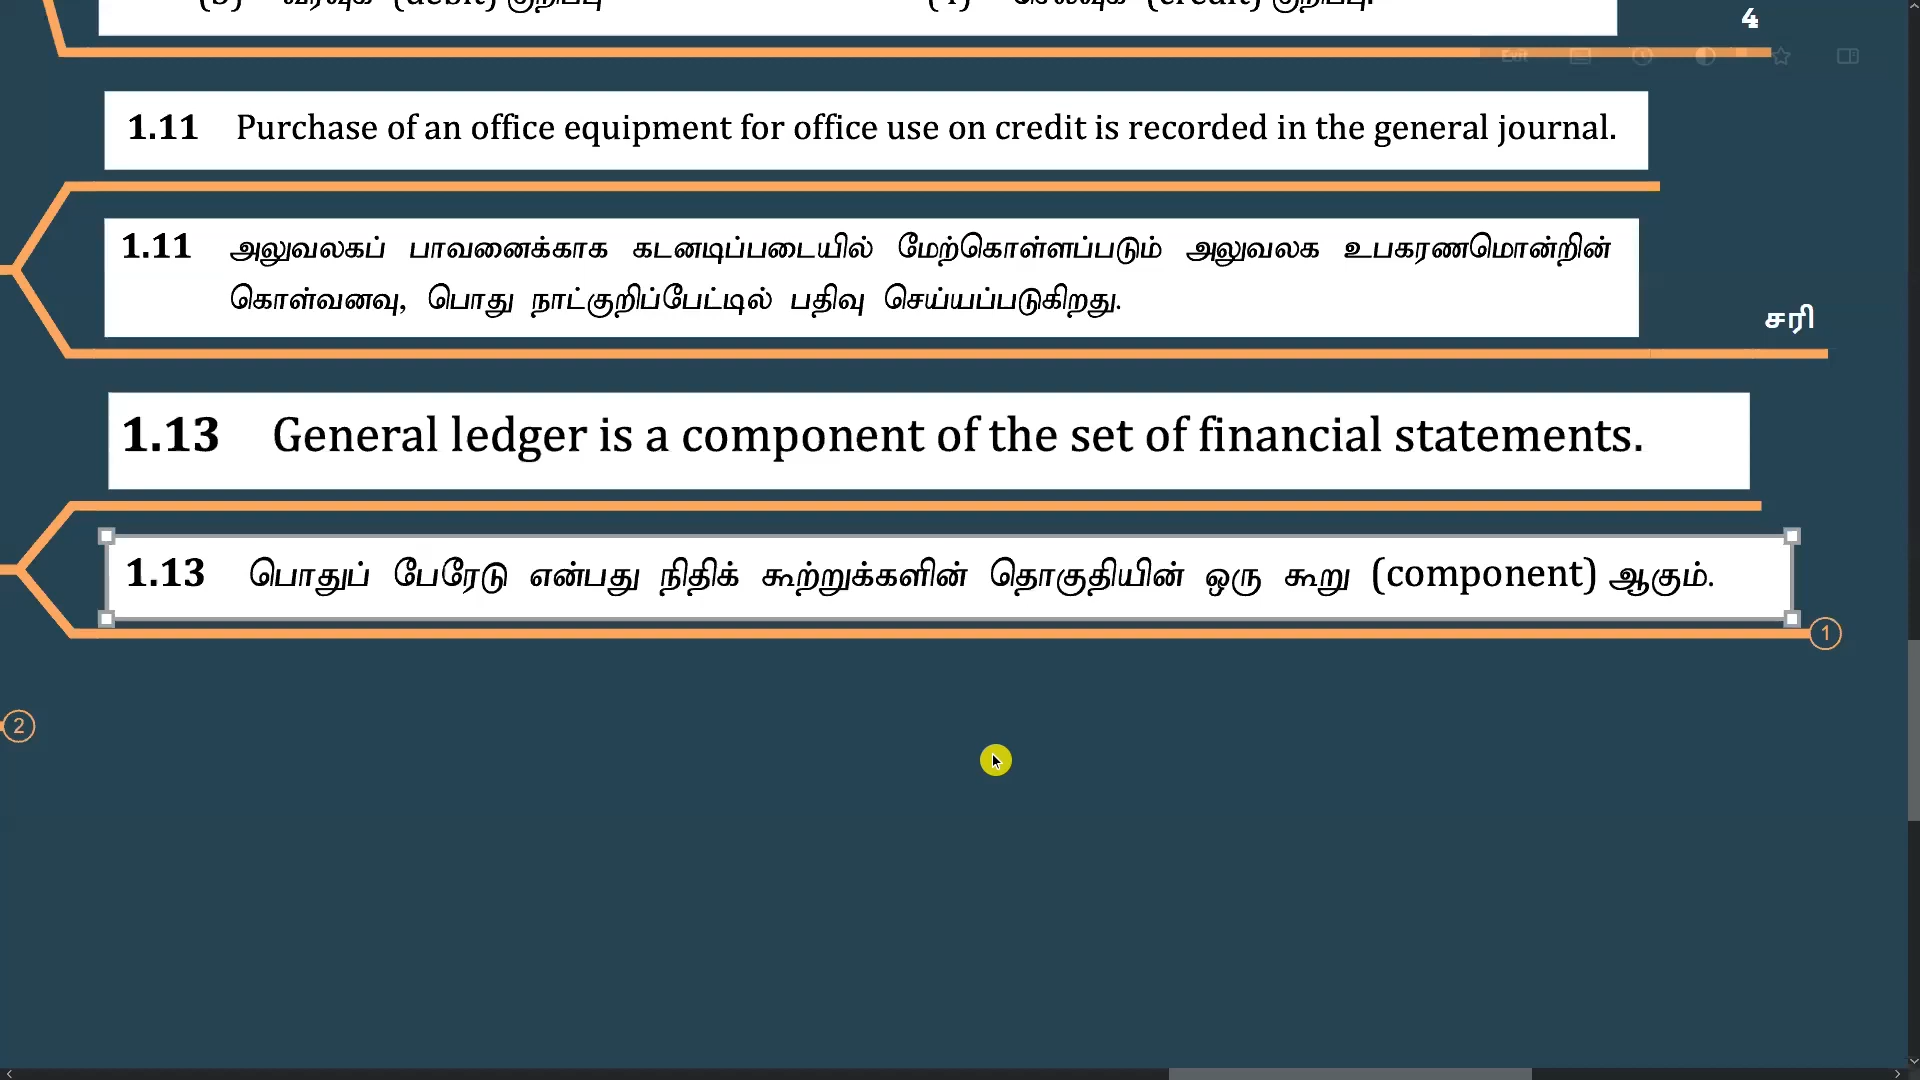 (debit)
(credit)
4
Exit
1.11 Purchase of an office equipment for office use on credit is recorded in the general journal.
1.11 அலுவலகப் பாவனைக்காக கடனடிப்படையில் மேற்கொள்ளப்படும் அலுவலக உபகரணமொன்றின்
கொள்வனவு, பொது நாட்குறிப்பேட்டில் பதிவு செய்யப்படுகிறது.
சரி
1.13 General ledger is a component of the set of financial statements.
1.13 பொதுப் பேரேடு என்பது நிதிக் கூற்றுக்களின் தொகுதியின் ஒரு கூறு (component) ஆகும்.
1
2